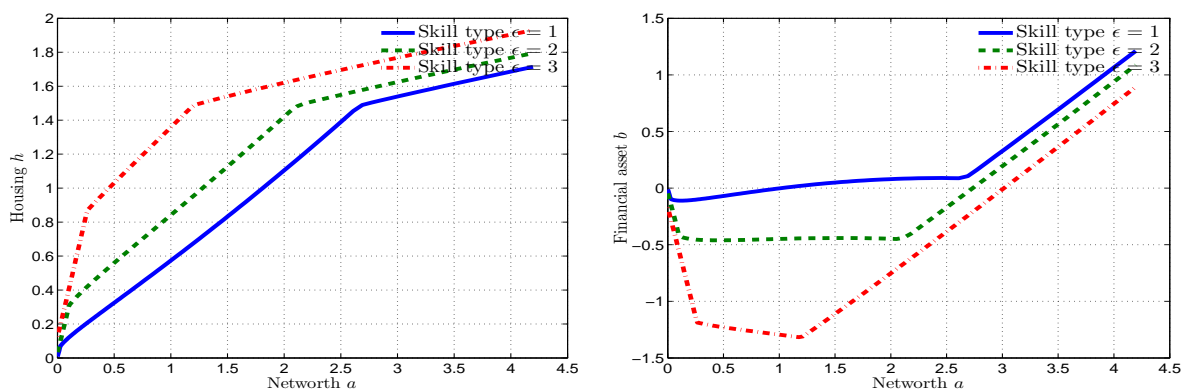 2
1.8
1.6
1.4
1.2
1
0.8
0.6
0.4
0.2
0
Housing h
Skill type ϵ = 1
Skill type ϵ = 2
Skill type ϵ = 3
0 0.5 1 1.5 2 2.5 3 3.5 4 4.5
Networth a
1.5
1
0.5
0
−0.5
−1
−1.5
Financial asset b
Skill type ϵ = 1
Skill type ϵ = 2
Skill type ϵ = 3
0 0.5 1 1.5 2 2.5 3 3.5 4 4.5
Networth a